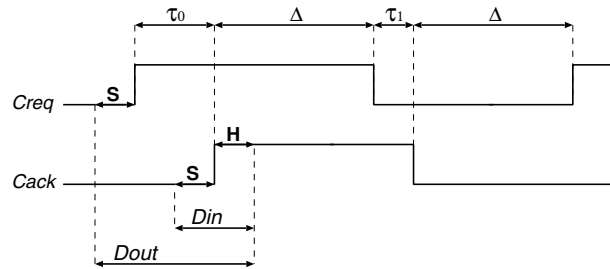 τ0 Δ τ1 Δ
Creq S
H
Cack S
Din
Dout